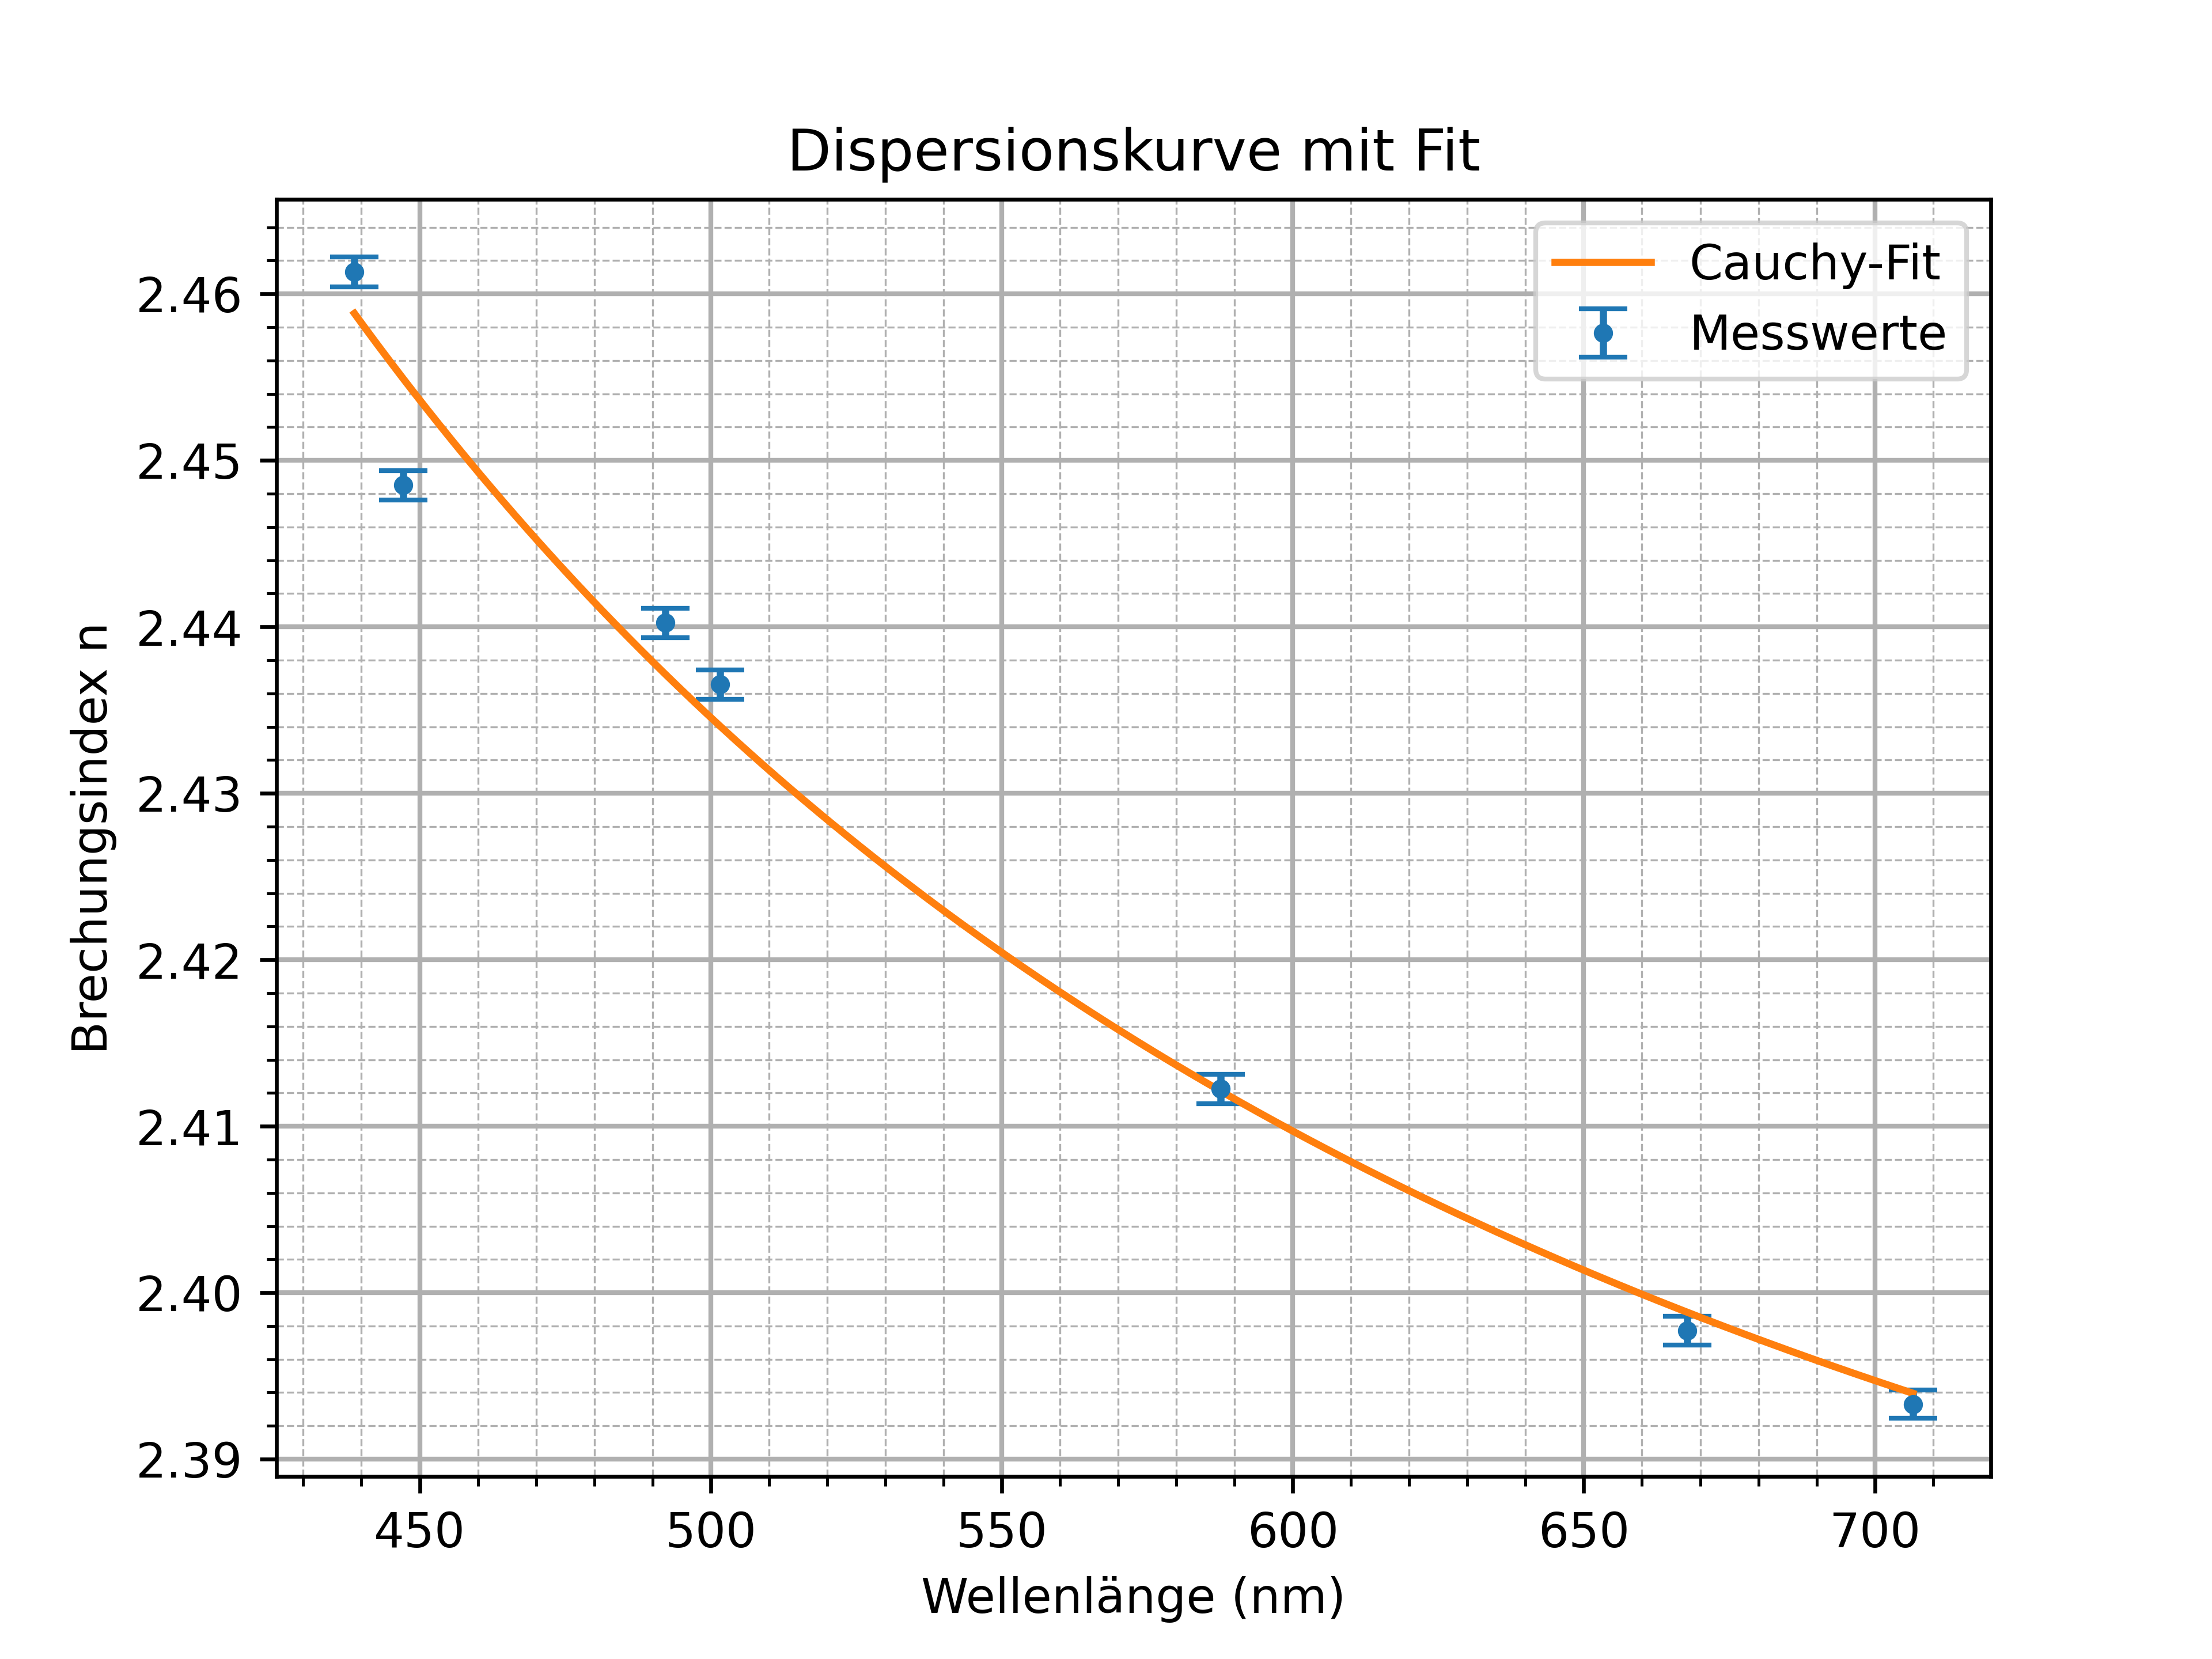 Dispersionskurve mit Fit
Cauchy-Fit
Messwerte
Brechungsindex n
2.46
2.45
2.44
2.43
2.42
2.41
2.40
2.39
450 500 550 600 650 700
Wellenlänge (nm)